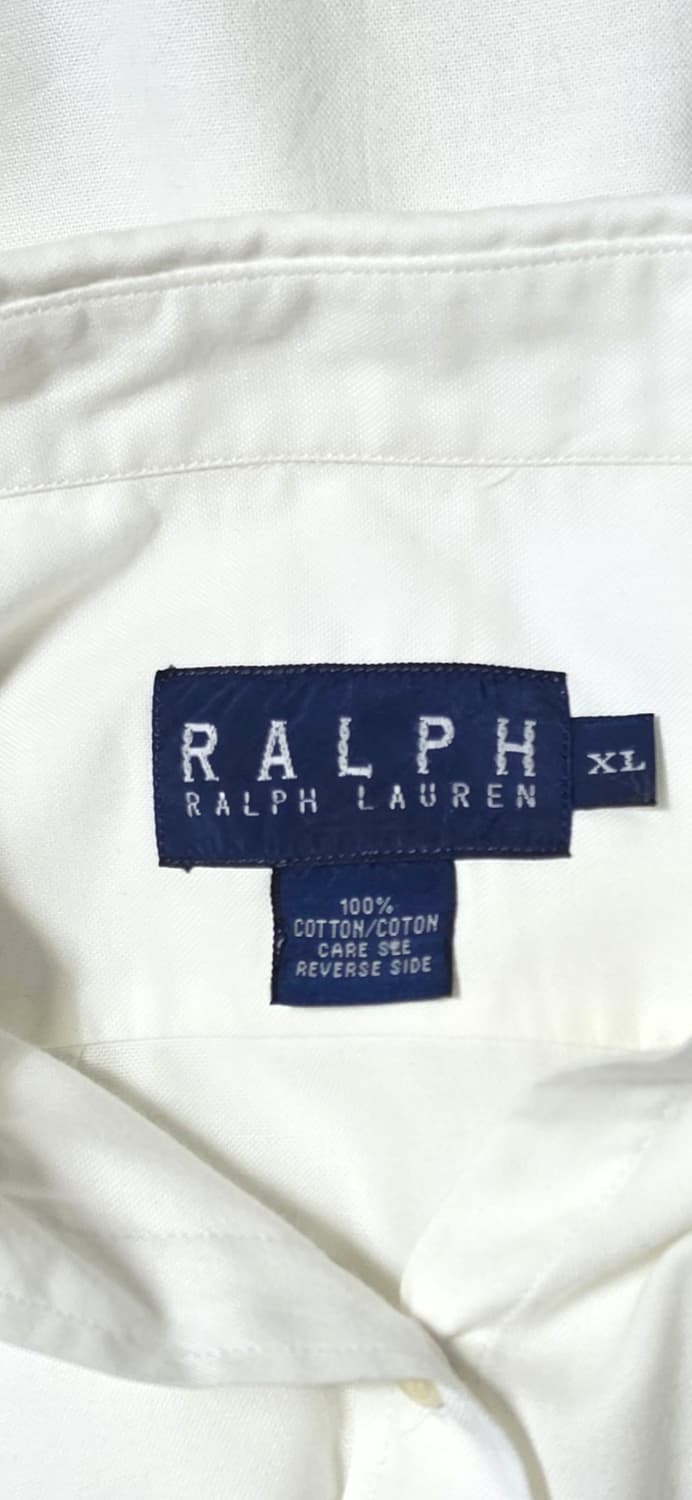 RALPH
RALPH LAUREN
XL
100%
COTTON/COTON
CARE SEE
REVERSE SIDE